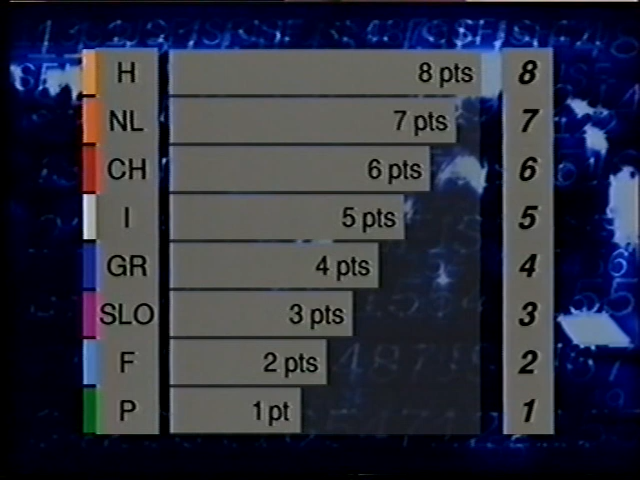 H 8 pts 8
NL 7 pts 7
CH 6 pts 6
I 5 pts 5
GR 4 pts 4
SLO 3 pts 3
F 2 pts 2
P 1 pt 1